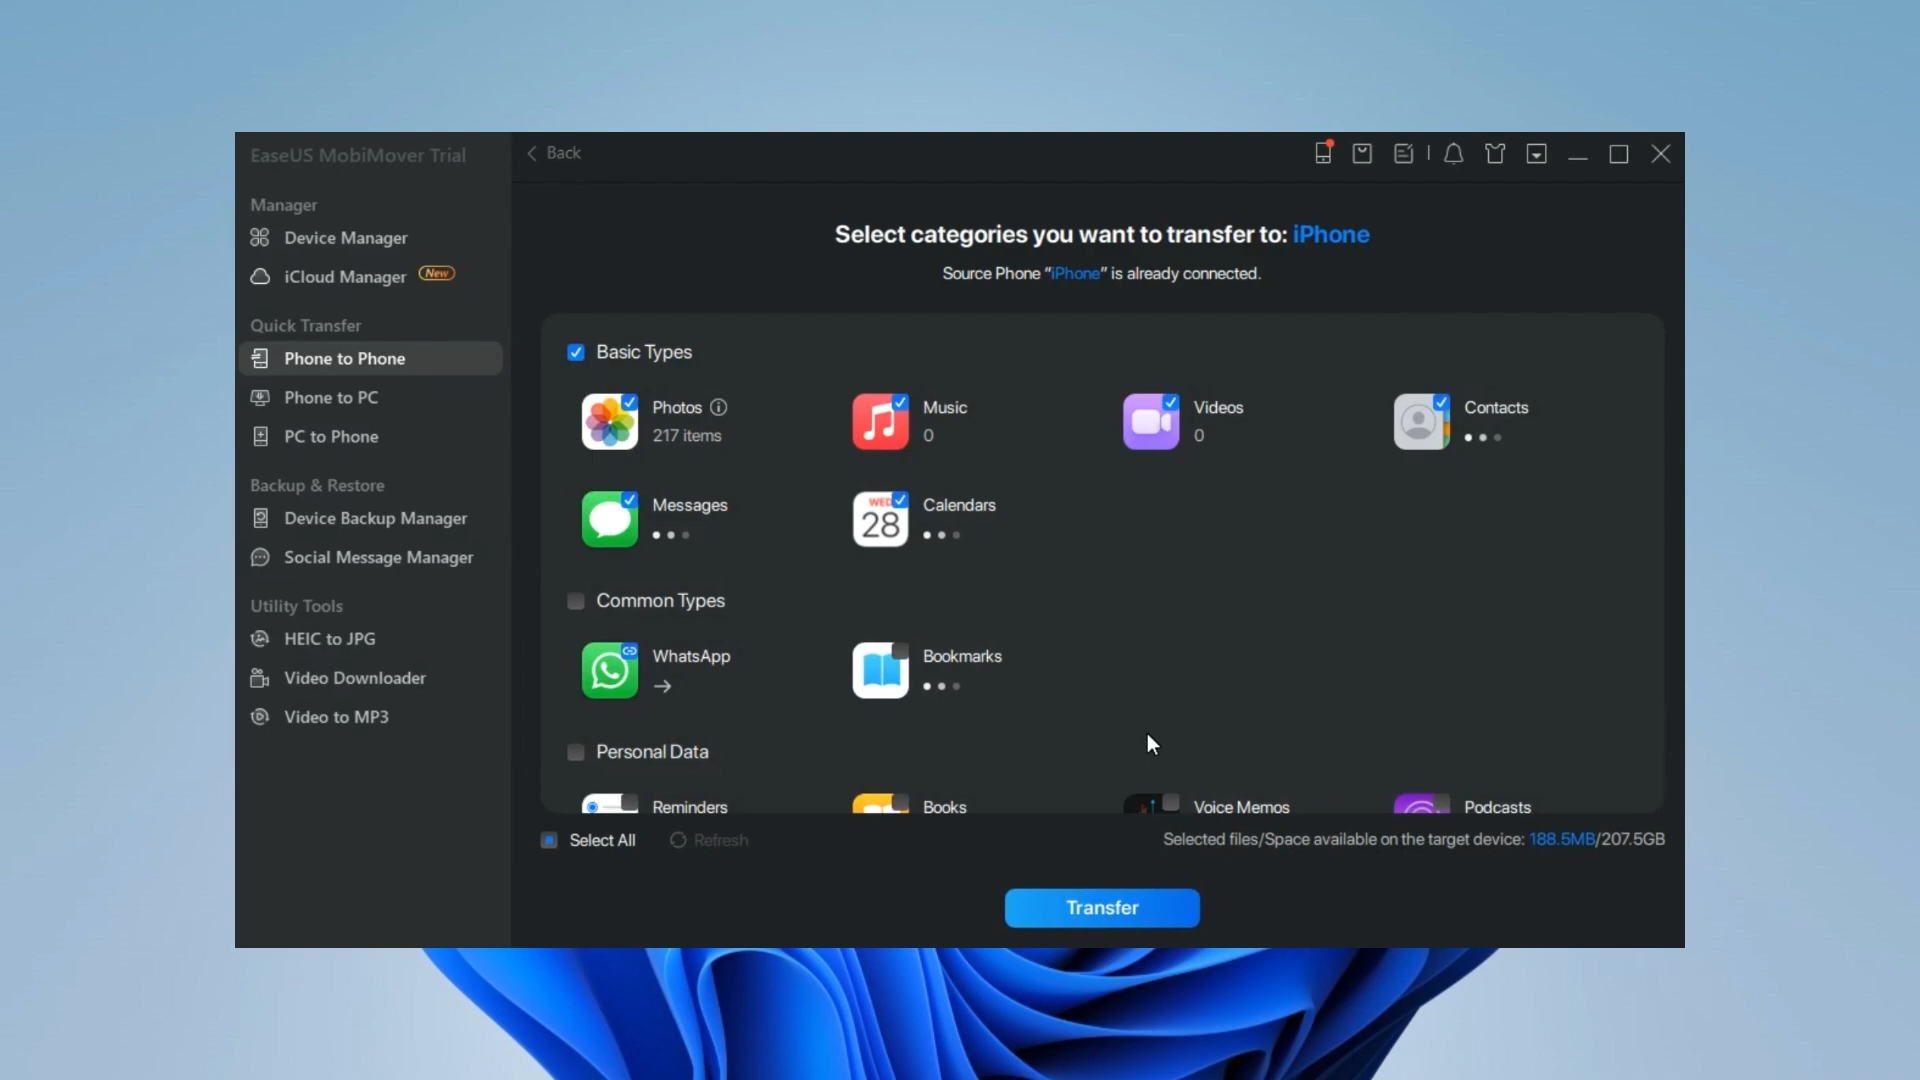 EaseUS MobiMover Trial
Back
Manager
Device Manager
iCloud Manager New
Quick Transfer
Phone to Phone
Phone to PC
PC to Phone
Backup & Restore
Device Backup Manager
Social Message Manager
Utility Tools
HEIC to JPG
Video Downloader
Video to MP3
Select categories you want to transfer to: iPhone
Source Phone "iPhone" is already connected.
Basic Types
Photos
217 items
Music
0
Videos
0
Contacts
Messages
WED
28
Calendars
Common Types
WhatsApp
Bookmarks
Personal Data
Reminders
Books
Voice Memos
Podcasts
Select All
Refresh
Selected files/Space available on the target device: 188.5MB/207.5GB
Transfer